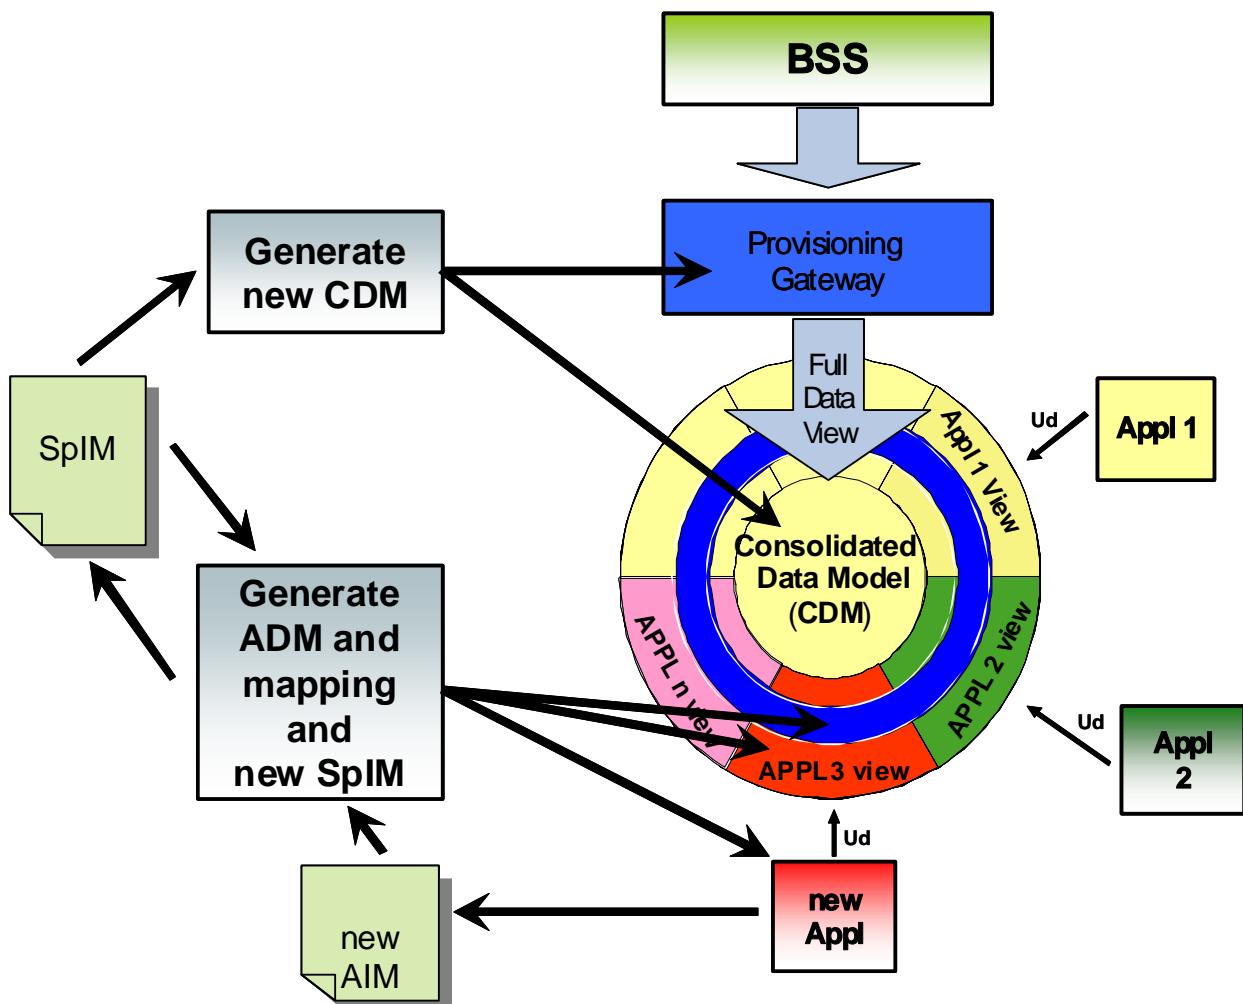 BSS
Provisioning
Gateway
Generate
new CDM
Full
Data
View
SpIM
Appl 1 View
Ud
Appl 1
Consolidated
Data Model
(CDM)
Generate
ADM and
mapping
and
new SpIM
APPL n view
APPL 2 view
Ud
Appl
2
APPL3 view
Ud
new
Appl
new
AIM